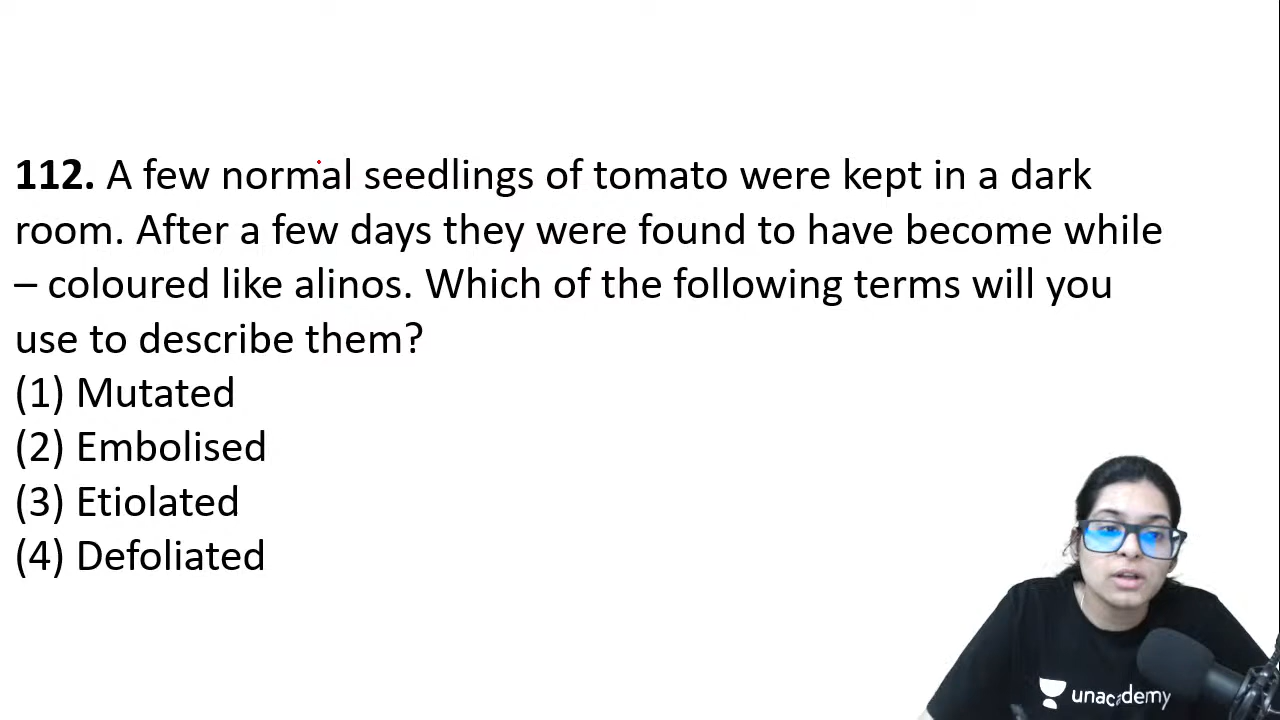 112. A few normal seedlings of tomato were kept in a dark
room. After a few days they were found to have become while
– coloured like alinos. Which of the following terms will you
use to describe them?
(1) Mutated
(2) Embolised
(3) Etiolated
(4) Defoliated
unacademy